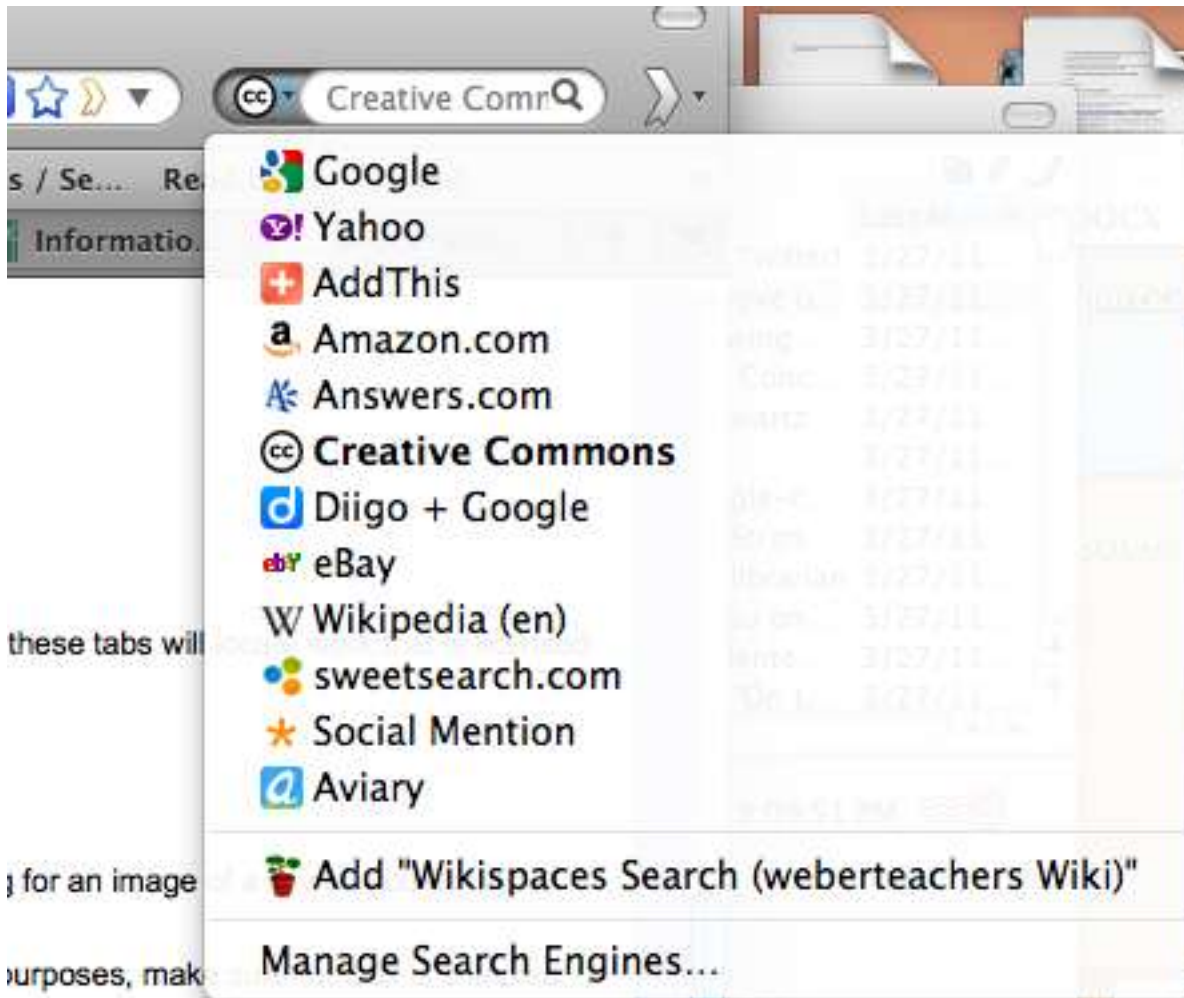 Creative Comm
s / Se... Re
Google
Informatio.
Yahoo
AddThis
Amazon.com
Answers.com
Creative Commons
Diigo + Google
eBay
Wikipedia (en)
these tabs will
sweetsearch.com
Social Mention
Aviary
for an image
Add "Wikispaces Search (weberteachers Wiki)"
Manage Search Engines...
purposes, mak